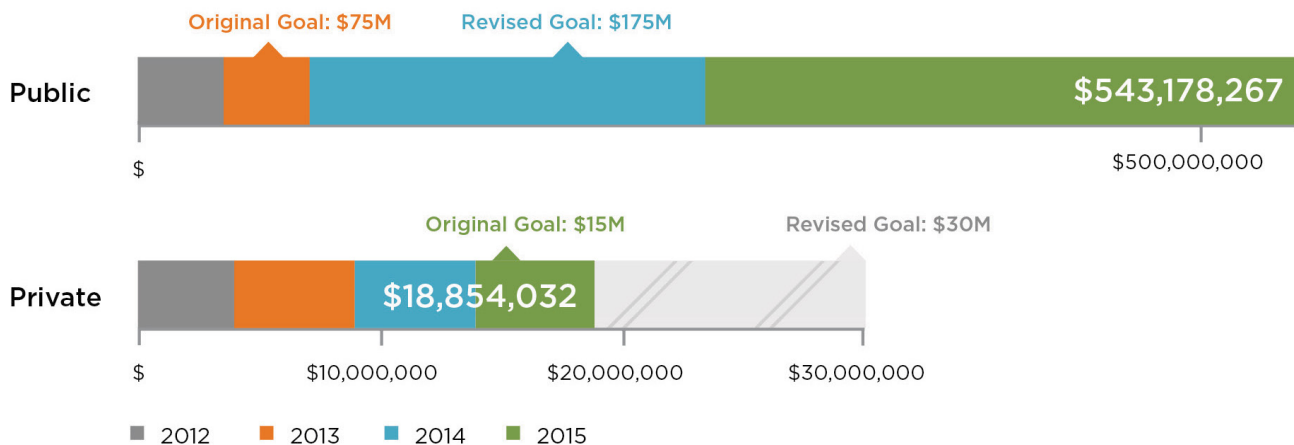 Original Goal: $75M Revised Goal: $175M
Public $543,178,267
$ $500,000,000
Original Goal: $15M Revised Goal: $30M
Private $18,854,032
$ $10,000,000 $20,000,000 $30,000,000
2012 2013 2014 2015